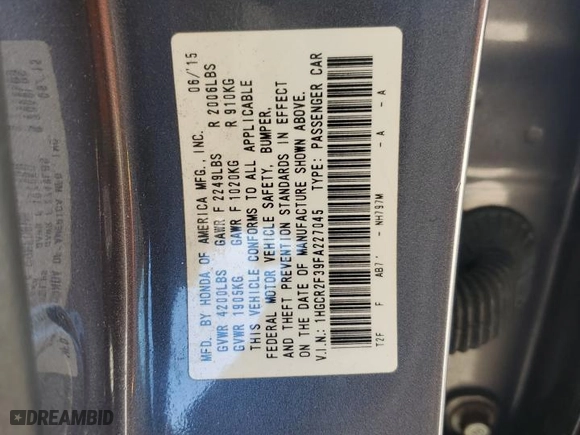 MFD. BY HONDA OF AMERICA MFG., INC. 06/'15
GVWR 4200LBS GAWR F 2249LBS R 2006LBS
GVWR 1905KG GAWR F 1020KG R 910KG
THIS VEHICLE CONFORMS TO ALL APPLICABLE
FEDERAL MOTOR VEHICLE SAFETY, BUMPER,
AND THEFT PREVENTION STANDARDS IN EFFECT
ON THE DATE OF MANUFACTURE SHOWN ABOVE.
V.I.N.: 1HGCR2F39FA227045 TYPE: PASSENGER CAR
T2F F AB7* - NH797M - A - A
DREAMBID